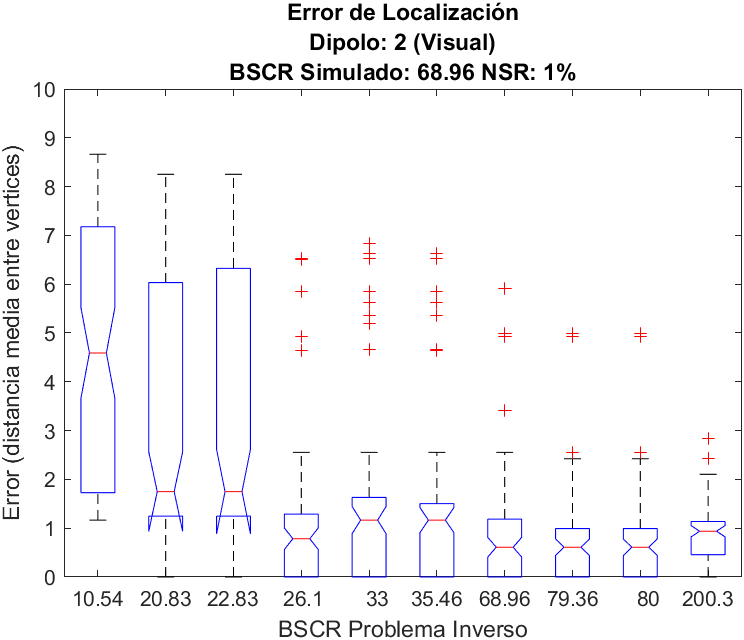 Error de Localización
Dipolo: 2 (Visual)
BSCR Simulado: 68.96 NSR: 1%
Error (distancia media entre vertices)
10
9
8
7
6
5
4
3
2
1
0
10.54 20.83 22.83 26.1 33 35.46 68.96 79.36 80 200.3
BSCR Problema Inverso